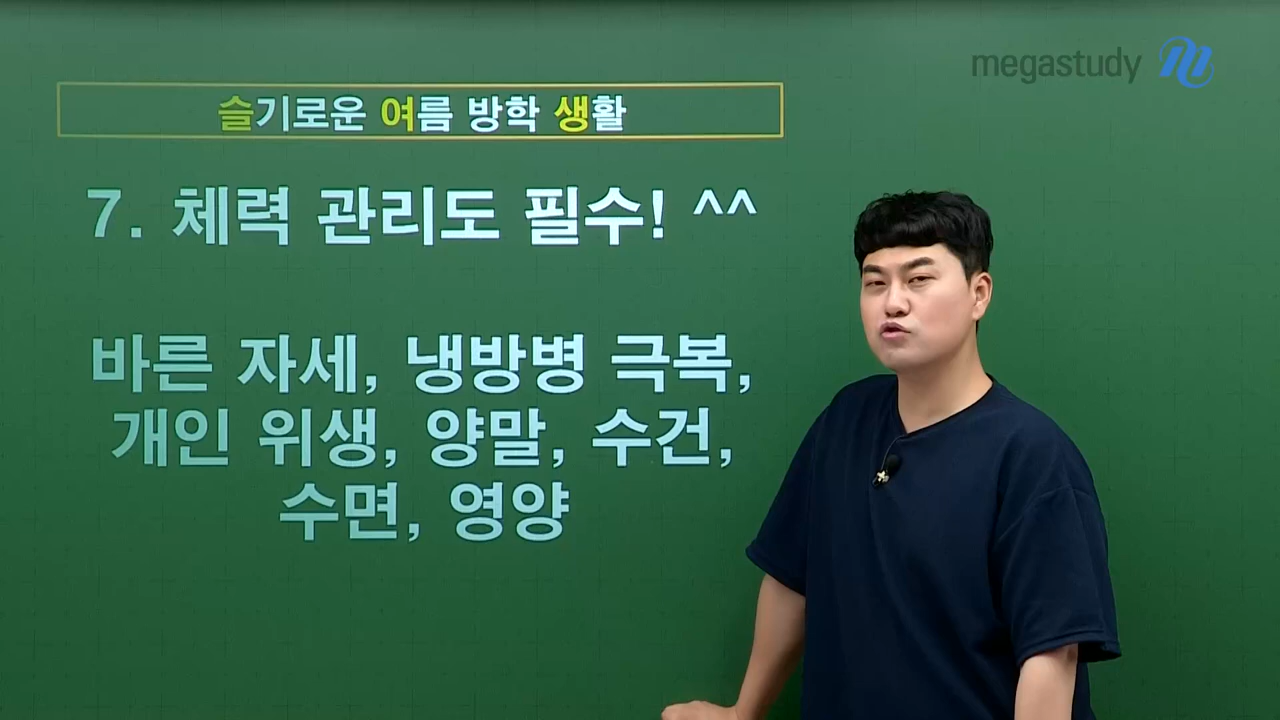 megastudy
슬기로운 여름 방학 생활
7. 체력 관리도 필수! ^^
바른 자세, 냉방병 극복,
개인 위생, 양말, 수건,
수면, 영양